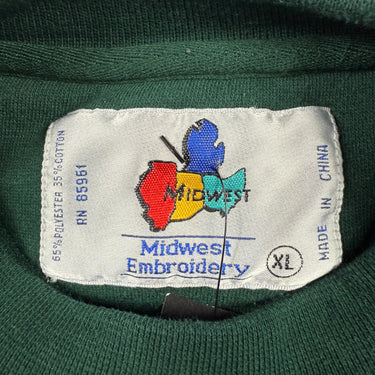 65% POLYESTER 35% COTTON
RN 85961
MIDWEST
Midwest
Embroidery
XL
MADE IN CHINA